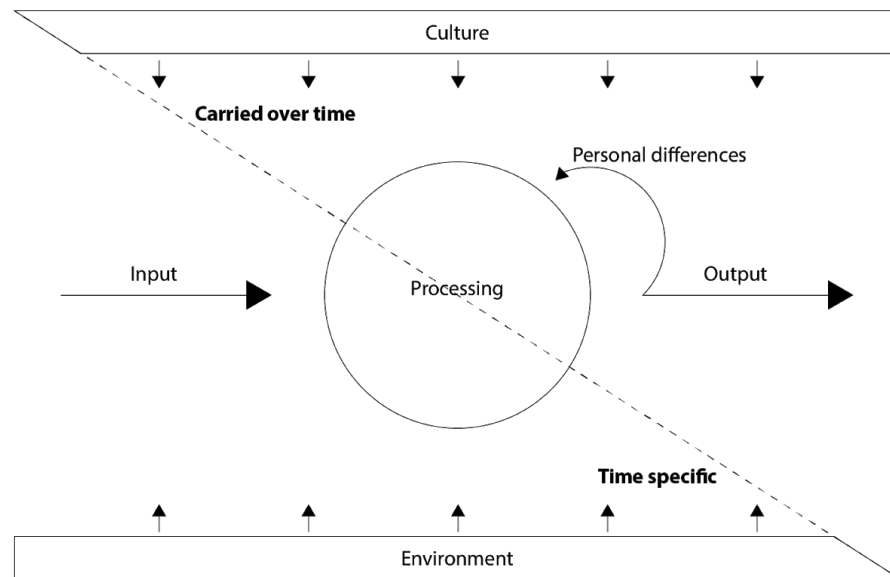 Culture
Carried over time
Personal differences
Input
Processing
Output
Time specific
Environment